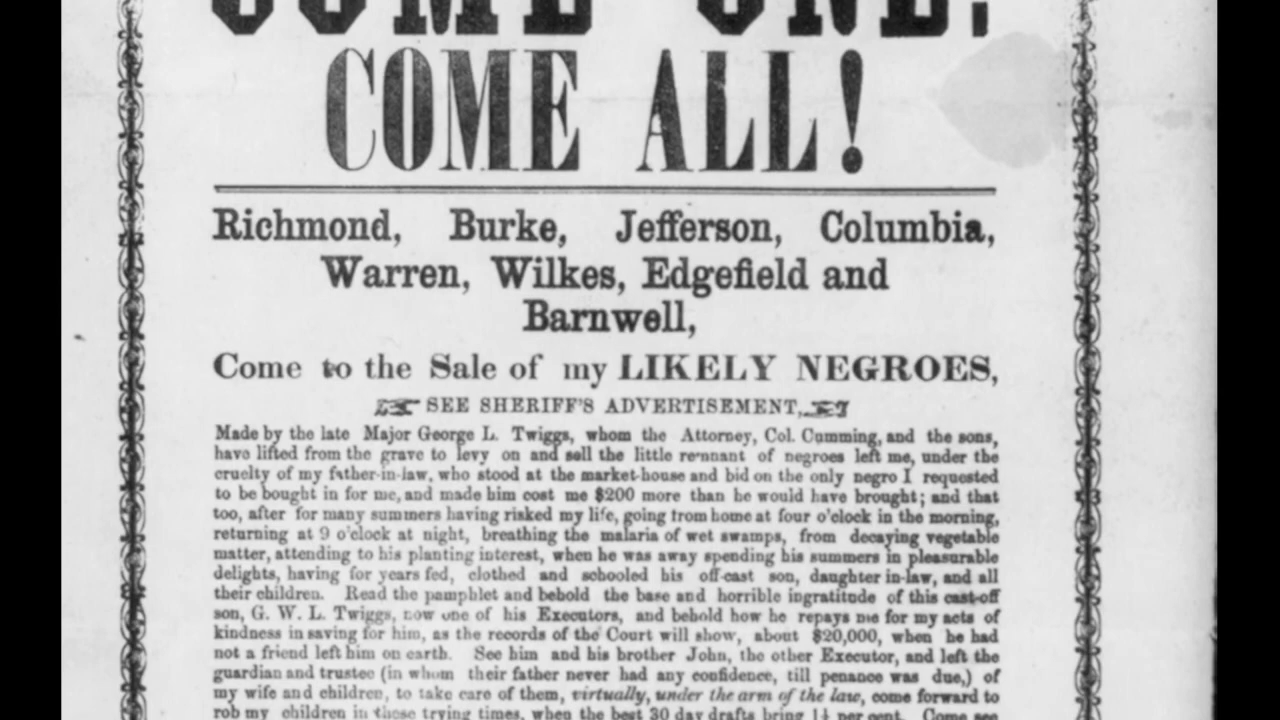 COME ONE!
COME ALL!
Richmond, Burke, Jefferson, Columbia,
Warren, Wilkes, Edgefield and
Barnwell,
Come to the Sale of my LIKELY NEGROES,
SEE SHERIFF'S ADVERTISEMENT,
Made by the late Major George L. Twiggs, whom the Attorney, Col. Cumming, and the sons,
have lifted from the grave to levy on and sell the little remnant of negroes left me, under the
cruelty of my father-in-law, who stood at the market-house and bid on the only negro I requested
to be bought in for me, and made him cost me $200 more than he would have brought; and that
too, after for many summers having risked my life, going from home at four o'clock in the morning,
returning at 9 o'clock at night, breathing the malaria of wet swamps, from decaying vegetable
matter, attending to his planting interest, when he was away spending his summers in pleasurable
delights, having for years fed, clothed and schooled his off-cast son, daughter in-law, and all
their children. Read the pamphlet and behold the base and horrible ingratitude of this cast-off
son, G. W. L. Twiggs, now one of his Executors, and behold how he repays me for my acts of
kindness in saving for him, as the records of the Court will show, about $20,000, when he had
not a friend left him on earth. See him and his brother John, the other Executor, and left the
guardian and trustee (in whom their father never had any confidence, till penance was due,) of
my wife and children, to take care of them, virtually, under the arm of the law, come forward to
rob my children in these trying times, when the best 30 day drafts bring 1¼ per cent. Come see